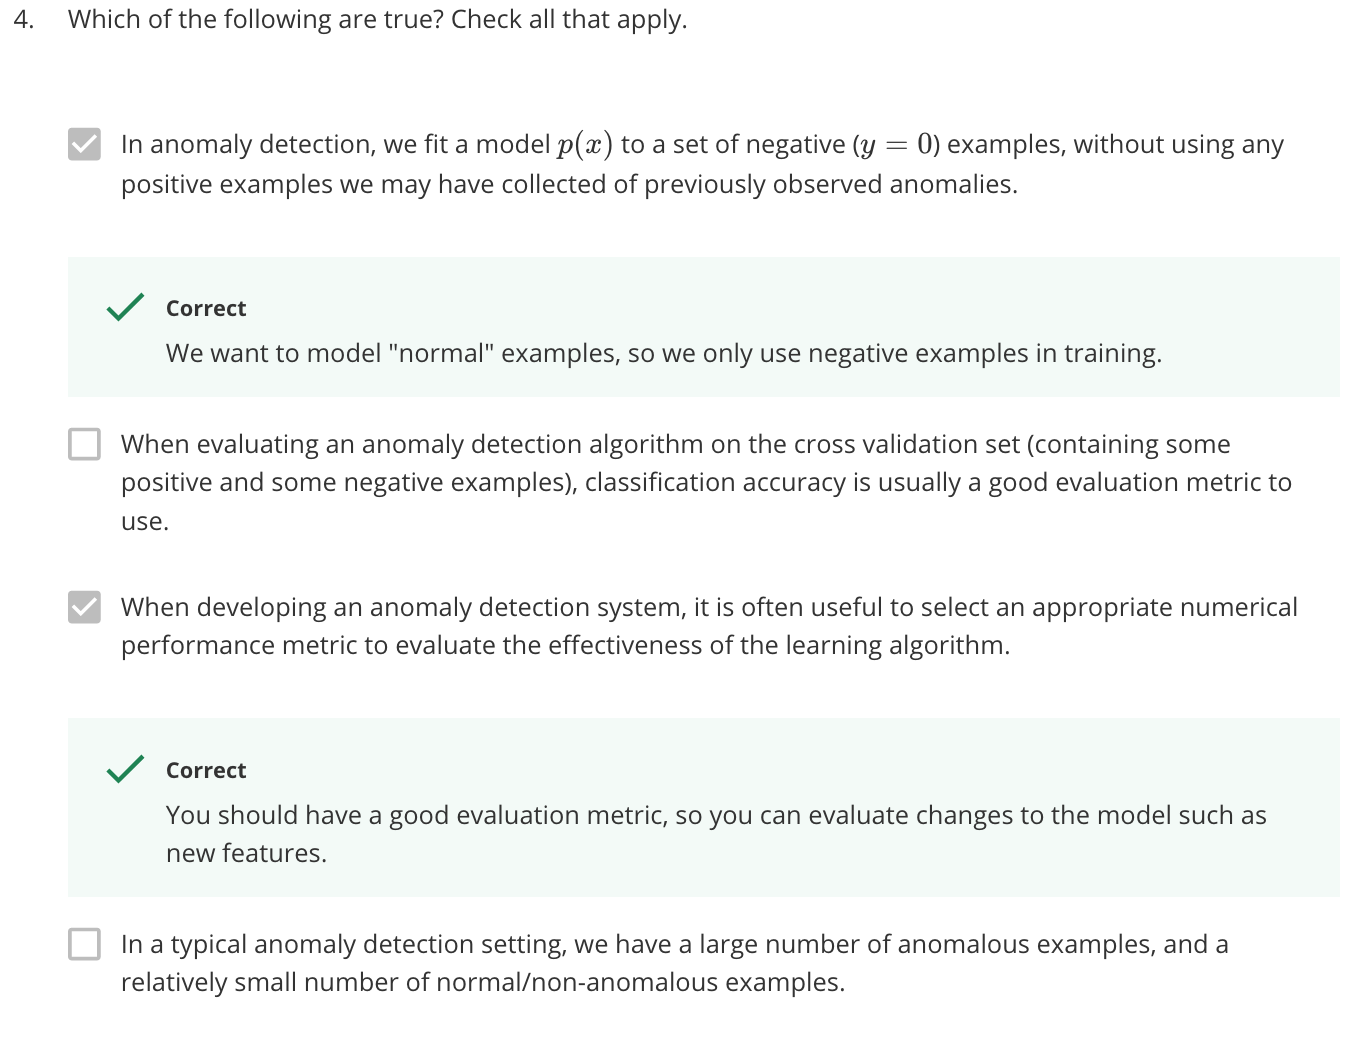 4. Which of the following are true? Check all that apply.
In anomaly detection, we fit a model p(x) to a set of negative (y = 0) examples, without using any
positive examples we may have collected of previously observed anomalies.
Correct
We want to model "normal" examples, so we only use negative examples in training.
When evaluating an anomaly detection algorithm on the cross validation set (containing some
positive and some negative examples), classification accuracy is usually a good evaluation metric to
use.
When developing an anomaly detection system, it is often useful to select an appropriate numerical
performance metric to evaluate the effectiveness of the learning algorithm.
Correct
You should have a good evaluation metric, so you can evaluate changes to the model such as
new features.
In a typical anomaly detection setting, we have a large number of anomalous examples, and a
relatively small number of normal/non-anomalous examples.